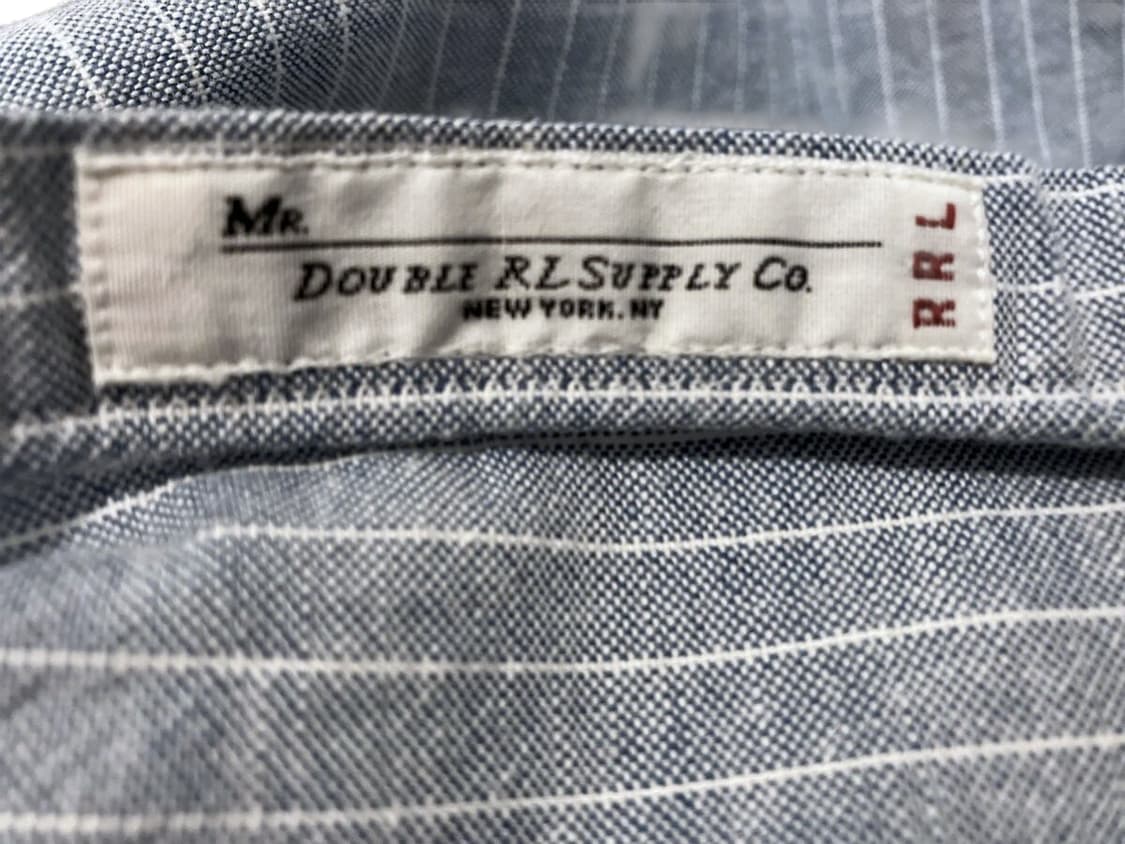 MR.
DOUBLE RL SUPPLY CO.
NEW YORK. NY
RRL